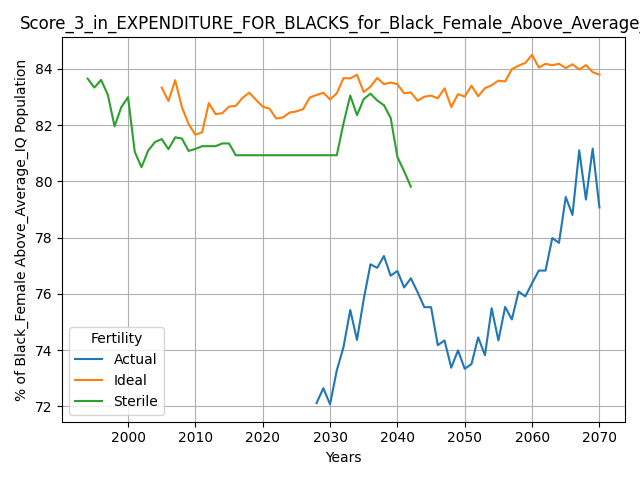 Score_3_in_EXPENDITURE_FOR_BLACKS_for_Black_Female_Above_Average_
% of Black_Female Above_Average_IQ Population
84
82
80
78
76
74
72
Fertility
Actual
Ideal
Sterile
2000 2010 2020 2030 2040 2050 2060 2070
Years